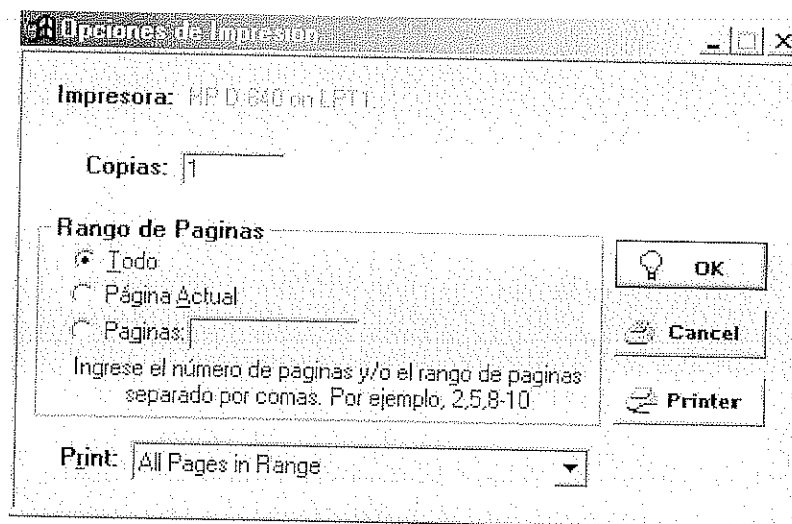 Opciones de Impresion
Impresora: HP D 640 on LPT1:
Copias: 1
Rango de Paginas
Todo
Página Actual
Paginas:
Ingrese el número de paginas y/o el rango de paginas
separado por comas. Por ejemplo, 2,5,8-10
OK
Cancel
Printer
Print: All Pages in Range